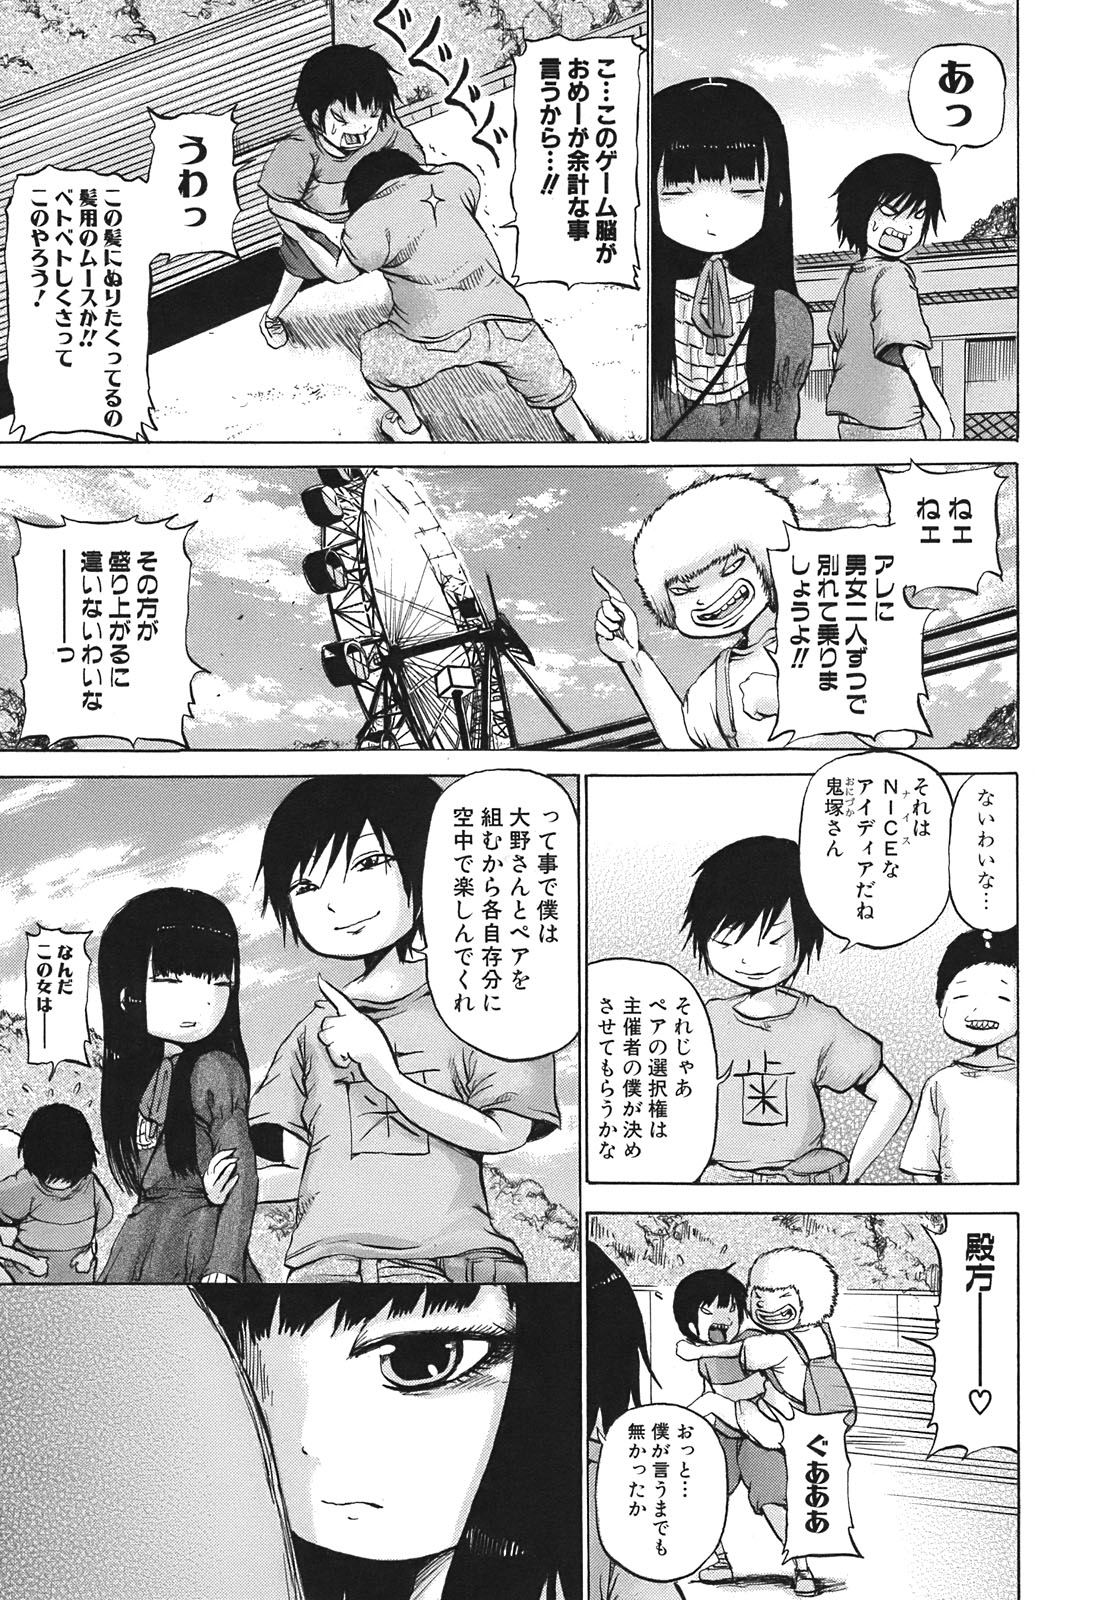 あっ
こ…このゲーム脳が
おめーが余計な事
言うから…!!
ぐぐぐぐ
うわっ
この髪にぬりたくってるの
髪用のムースか!!
ベトベトしくさって
このやろう!
ねェ
ねェ
アレに
男女二人ずつで
別れて乗りま
しょうよ!!
その方が
盛り上がるに
違いないわいな
――っ
ないわいな…
それは
NICEな
ナイス
アイディアだね
鬼塚さん
おにづか
それじゃあ
ペアの選択権は
主催者の僕が決め
させてもらうかな
って事で僕は
大野さんとペアを
組むから各自存分に
空中で楽しんでくれ
なんだ
この女は――
歯
殿方――♡
ぐあああ
おっと…
僕が言うまでも
無かったか